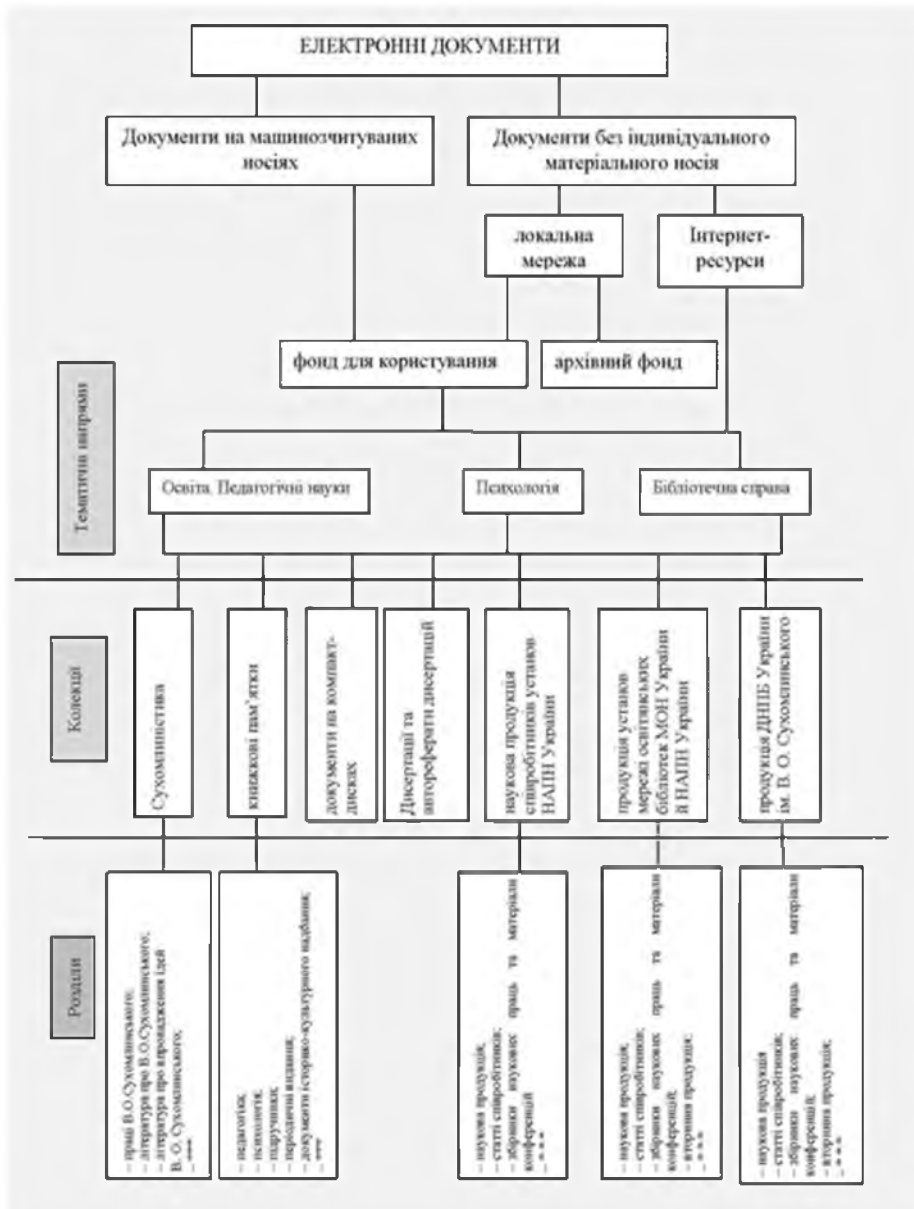 ЕЛЕКТРОННІ ДОКУМЕНТИ
Документи на машинозчитуваних
носіях
Документи без індивідуального
матеріального носія
локальна
мережа
Інтернет-
ресурси
фонд для користування
архівний фонд
Тематичні напрями
Освіта. Педагогічні науки
Психологія
Бібліотечна справа
Колекції
Сухомлиністика
книжкові пам'ятки
документи на компакт-
дисках
Дисертації та
автореферати дисертацій
наукова продукція
співробітників установ
НАПН України
продукція установ
мережі освітянських
бібліотек МОН України
й НАПН України
продукція ДНПБ України
ім. В. О. Сухомлинського
Розділи
– праці В.О.Сухомлинського;
– література про В.О.Сухомлинського;
– література про впровадження ідей
В. О. Сухомлинського;
– ***
– педагогіка;
– психологія;
– підручники;
– періодичні видання;
– документи історико-культурного надбання;
– ***
– наукова продукція;
– статті співробітників;
– збірники наукових праць та матеріали
конференцій;
– * * *
– наукова продукція;
– статті співробітників;
– збірники наукових праць та матеріали
конференцій;
– вторинна продукція;
– * * *
– наукова продукція
– статті співробітників;
– збірники наукових праць та матеріали
конференцій;
– вторинна продукція;
– * * *